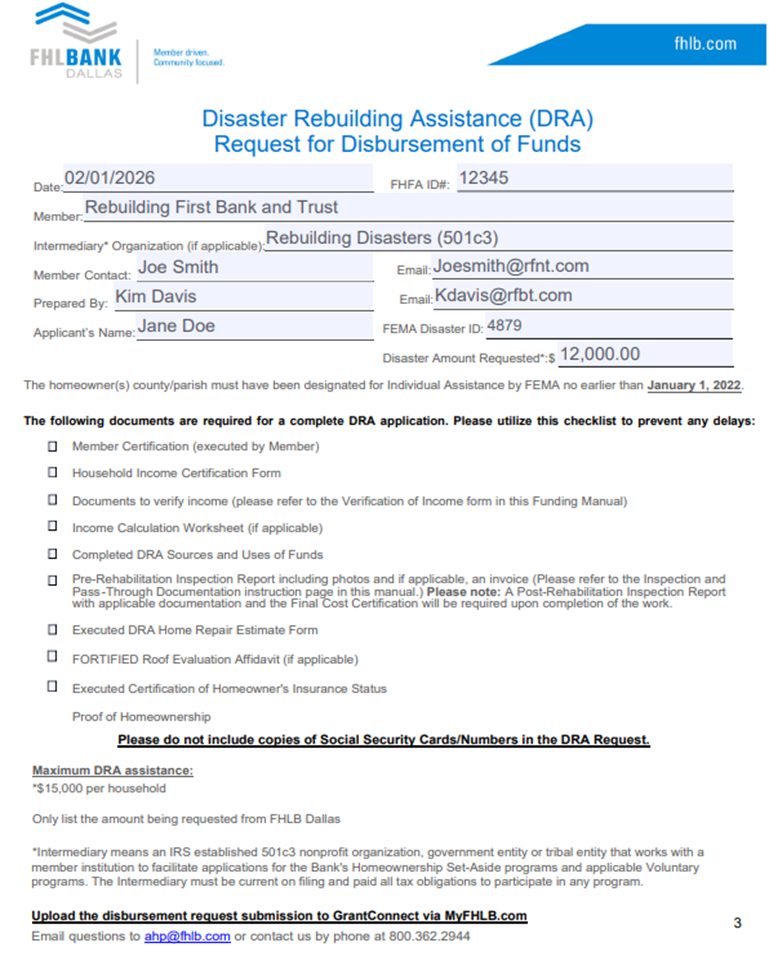 FHLBANK
DALLAS
Member driven.
Community focused.
fhlb.com
Disaster Rebuilding Assistance (DRA)
Request for Disbursement of Funds
Date: 02/01/2026 FHFA ID#: 12345
Member: Rebuilding First Bank and Trust
Intermediary* Organization (if applicable): Rebuilding Disasters (501c3)
Member Contact: Joe Smith Email: Joesmith@rfnt.com
Prepared By: Kim Davis Email: Kdavis@rfbt.com
Applicant's Name: Jane Doe FEMA Disaster ID: 4879
Disaster Amount Requested*:$ 12,000.00
The homeowner(s) county/parish must have been designated for Individual Assistance by FEMA no earlier than January 1, 2022.
The following documents are required for a complete DRA application. Please utilize this checklist to prevent any delays:
Member Certification (executed by Member)
Household Income Certification Form
Documents to verify income (please refer to the Verification of Income form in this Funding Manual)
Income Calculation Worksheet (if applicable)
Completed DRA Sources and Uses of Funds
Pre-Rehabilitation Inspection Report including photos and if applicable, an invoice (Please refer to the Inspection and
Pass-Through Documentation instruction page in this manual.) Please note: A Post-Rehabilitation Inspection Report
with applicable documentation and the Final Cost Certification will be required upon completion of the work.
Executed DRA Home Repair Estimate Form
FORTIFIED Roof Evaluation Affidavit (if applicable)
Executed Certification of Homeowner's Insurance Status
Proof of Homeownership
Please do not include copies of Social Security Cards/Numbers in the DRA Request.
Maximum DRA assistance:
*$15,000 per household
Only list the amount being requested from FHLB Dallas
*Intermediary means an IRS established 501c3 nonprofit organization, government entity or tribal entity that works with a
member institution to facilitate applications for the Bank's Homeownership Set-Aside programs and applicable Voluntary
programs. The Intermediary must be current on filing and paid all tax obligations to participate in any program.
Upload the disbursement request submission to GrantConnect via MyFHLB.com
3
Email questions to ahp@fhlb.com or contact us by phone at 800.362.2944